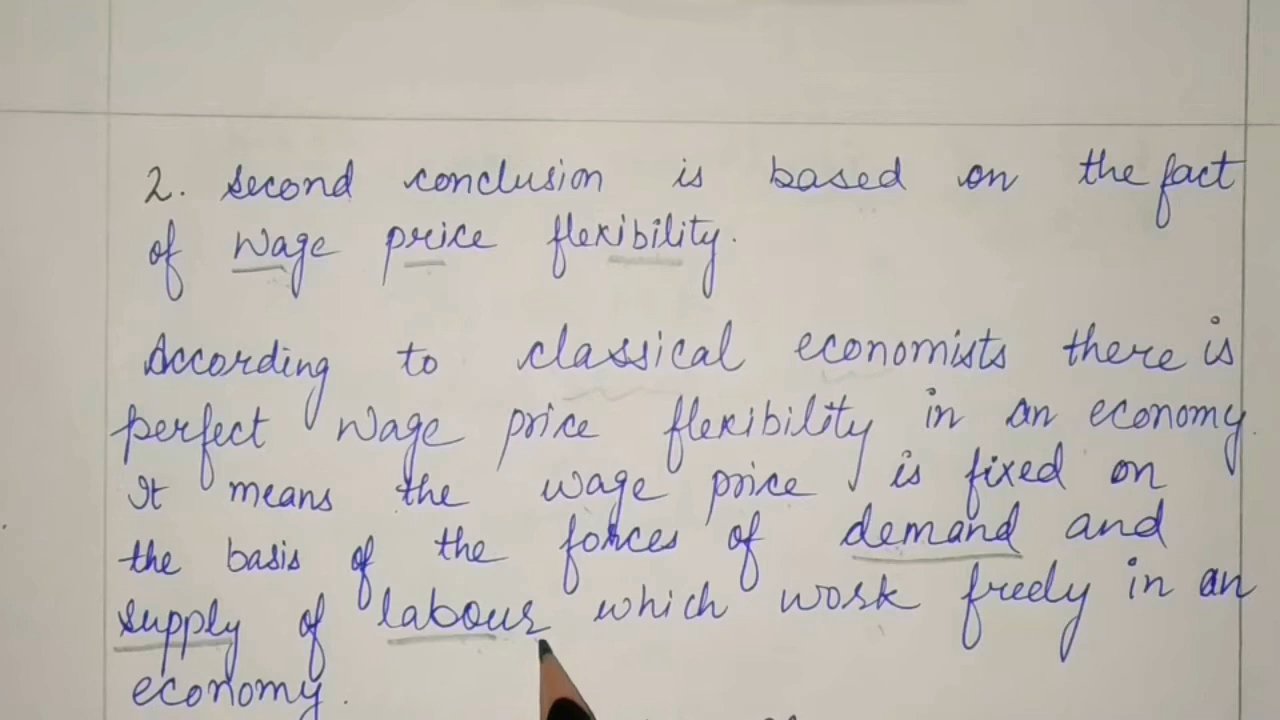 2. Second conclusion is based on the fact
of Wage price flexibility.
According to classical economists there is
perfect Wage price flexibility in an economy.
It means the wage price is fixed on
the basis of the forces of demand and
supply of labour which work freely in an
economy.